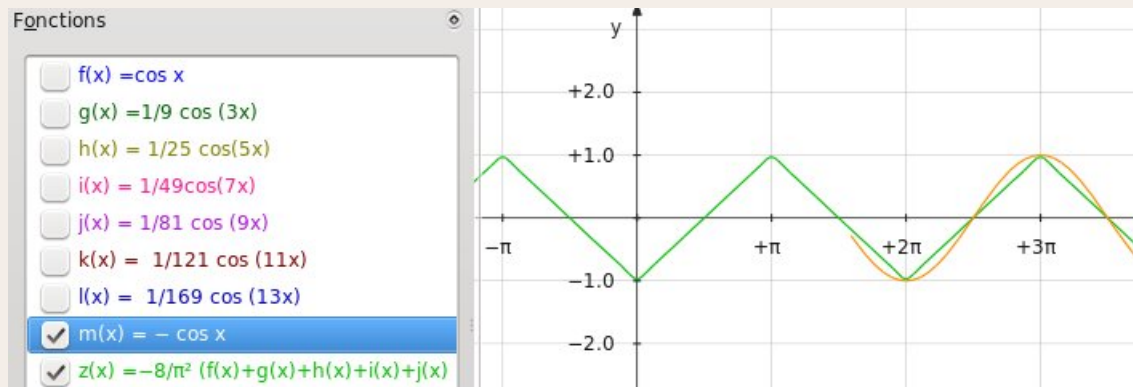 Fonctions
f(x) =cos x
g(x) =1/9 cos (3x)
h(x) = 1/25 cos(5x)
i(x) = 1/49cos(7x)
j(x) = 1/81 cos (9x)
k(x) =  1/121 cos (11x)
l(x) =  1/169 cos (13x)
m(x) = − cos x
z(x) =−8/π² (f(x)+g(x)+h(x)+i(x)+j(x)
y
+2.0
+1.0
−π
+π
+2π
+3π
−1.0
−2.0